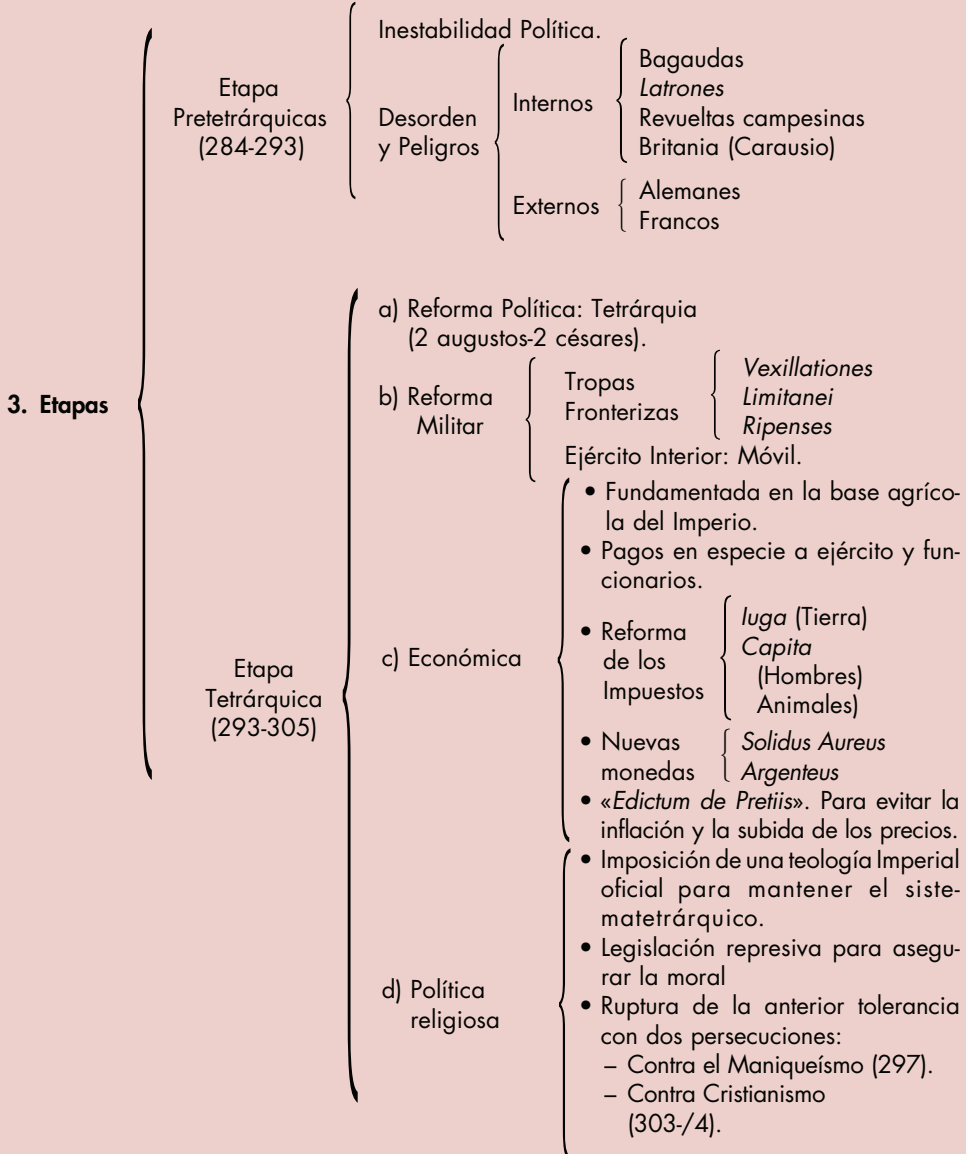 3. Etapas
Etapa
Pretetrárquicas
(284-293)
Inestabilidad Política.
Desorden
y Peligros
Internos
Bagaudas
Latrones
Revueltas campesinas
Britania (Carausio)
Externos
Alemanes
Francos
Etapa
Tetrárquica
(293-305)
a) Reforma Política: Tetrárquia
(2 augustos-2 césares).
b) Reforma
Militar
Tropas
Fronterizas
Vexillationes
Limitanei
Ripenses
Ejército Interior: Móvil.
c) Económica
• Fundamentada en la base agríco-
la del Imperio.
• Pagos en especie a ejército y fun-
cionarios.
• Reforma
de los
Impuestos
Iuga (Tierra)
Capita
(Hombres)
Animales)
• Nuevas
monedas
Solidus Aureus
Argenteus
• «Edictum de Pretiis». Para evitar la
inflación y la subida de los precios.
d) Política
religiosa
• Imposición de una teología Imperial
oficial para mantener el siste-
matetrárquico.
• Legislación represiva para asegu-
rar la moral
• Ruptura de la anterior tolerancia
con dos persecuciones:
– Contra el Maniqueísmo (297).
– Contra Cristianismo
(303-/4).